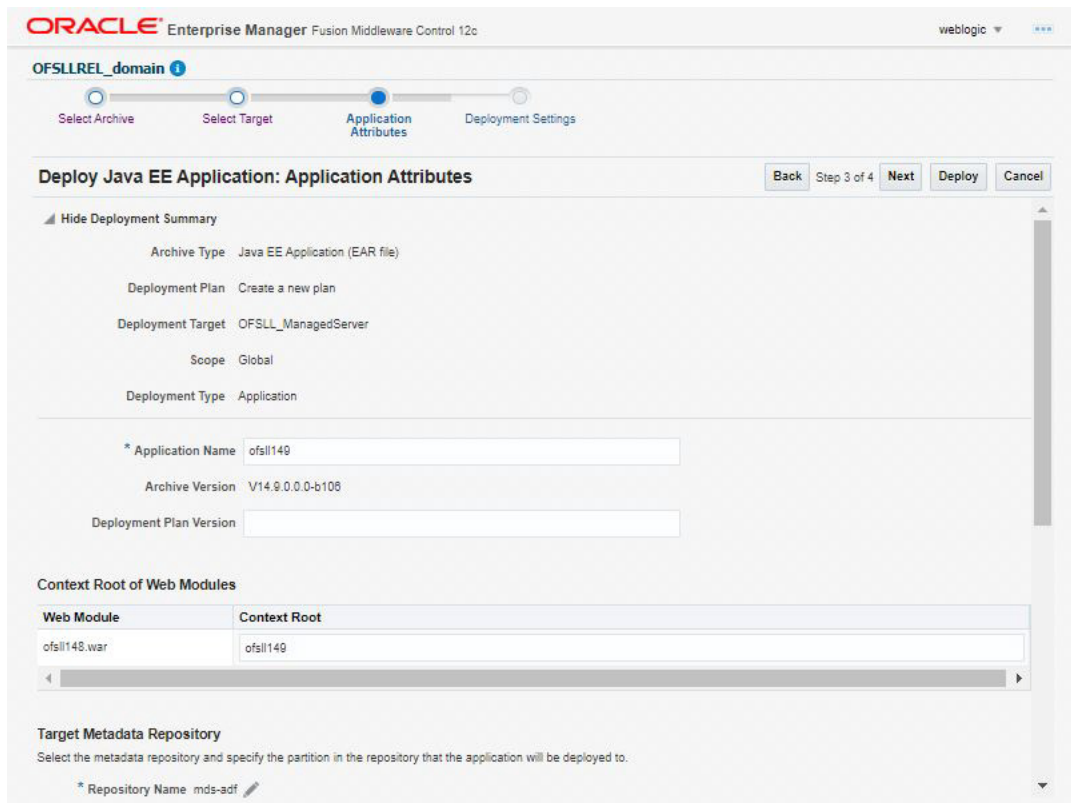 ORACLE® Enterprise Manager Fusion Middleware Control 12c weblogic
OFSLLREL_domain
Select Archive Select Target Application Attributes Deployment Settings
Deploy Java EE Application: Application Attributes Back Step 3 of 4 Next Deploy Cancel
Hide Deployment Summary
Archive Type Java EE Application (EAR file)
Deployment Plan Create a new plan
Deployment Target OFSLL_ManagedServer
Scope Global
Deployment Type Application
* Application Name ofsll149
Archive Version V14.9.0.0.0-b106
Deployment Plan Version
Context Root of Web Modules
Web Module Context Root
ofsll148.war ofsll149
Target Metadata Repository
Select the metadata repository and specify the partition in the repository that the application will be deployed to.
* Repository Name mds-adf